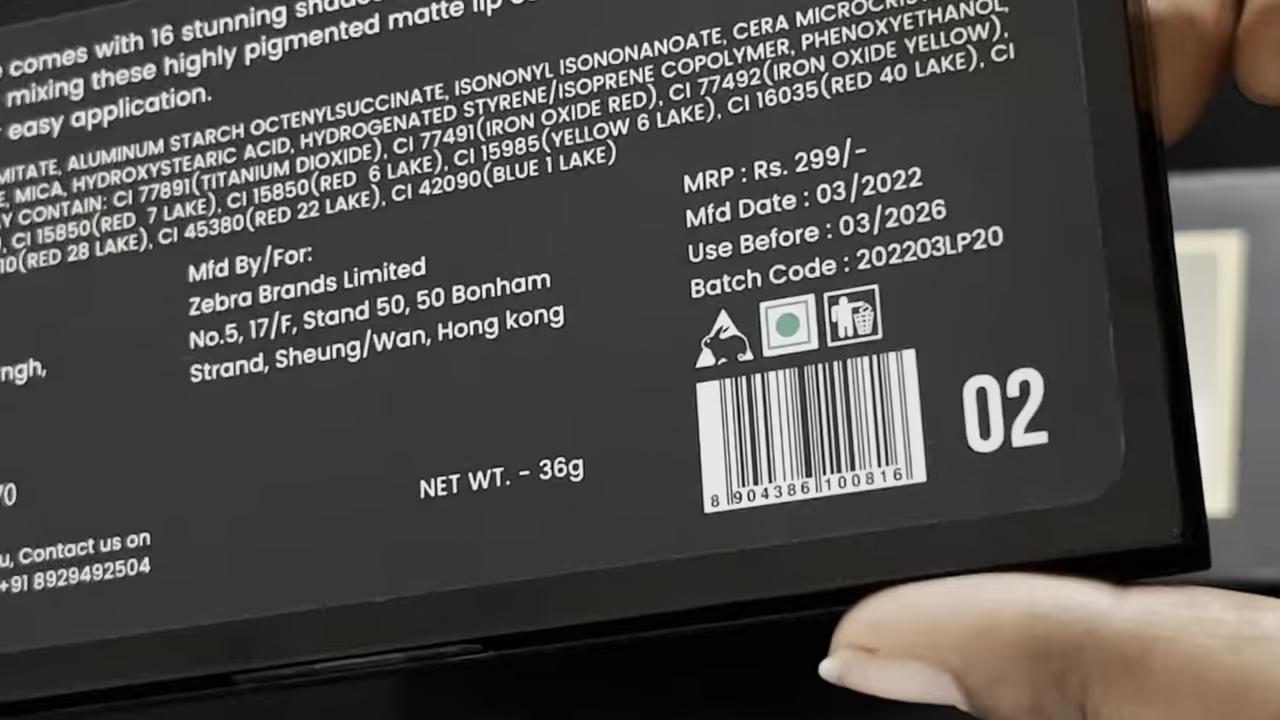 comes with 16 stunning
mixing these highly pigmented matte lip
easy application.
ALUMINUM STARCH OCTENYLSUCCINATE, ISONONYL ISONONANOATE, CERA
MICA, HYDROXYSTEARIC ACID, HYDROGENATED STYRENE/ISOPRENE COPOLYMER, PHENOXYETHANOL,
CONTAIN: CI 77891(TITANIUM DIOXIDE), CI 77491(IRON OXIDE RED), CI 77492(IRON OXIDE YELLOW),
CI 15850(RED 7 LAKE), CI 15850(RED 6 LAKE), CI 15985(YELLOW 6 LAKE), CI 16035(RED 40 LAKE), CI
10(RED 28 LAKE), CI 45380(RED 22 LAKE), CI 42090(BLUE 1 LAKE)
MRP : Rs. 299/-
Mfd Date : 03/2022
Use Before : 03/2026
Batch Code : 202203LP20
Mfd By/For:
Zebra Brands Limited
No.5, 17/F, Stand 50, 50 Bonham
Strand, Sheung/Wan, Hong kong
ngh,
02
8 904386 100816
NET WT. - 36g
Contact us on
+91 8929492504